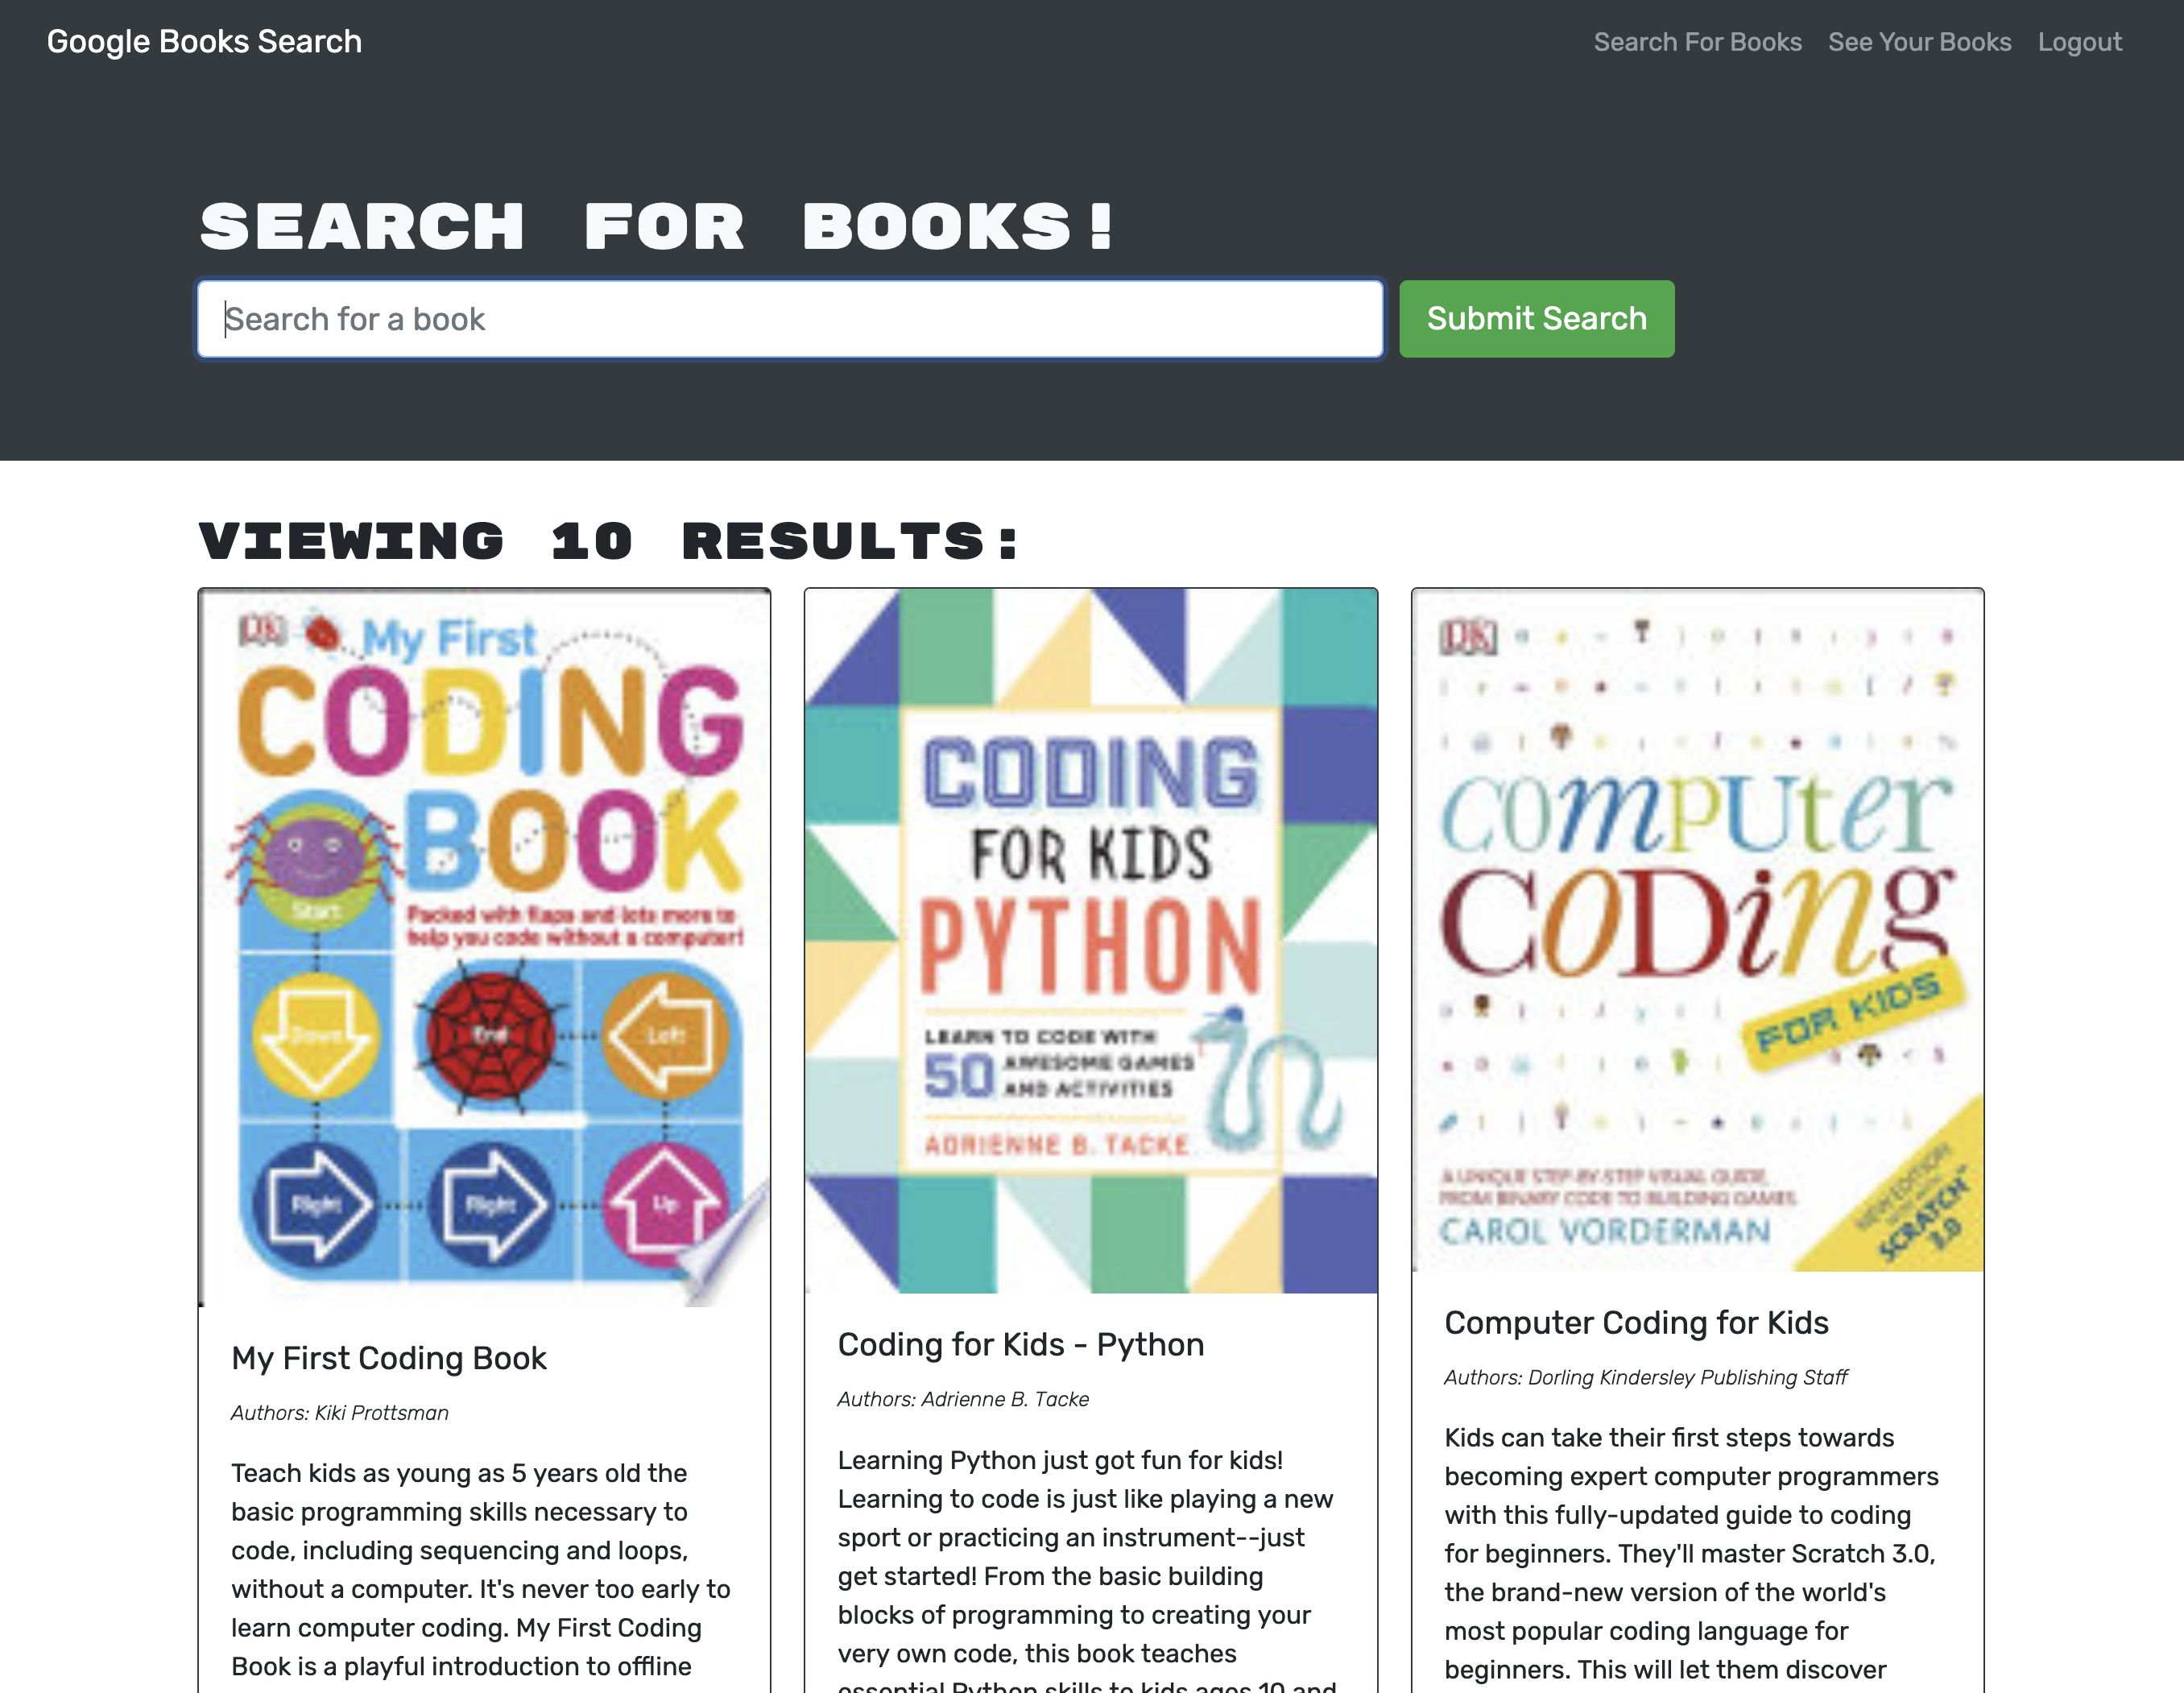 Google Books Search
Search For Books See Your Books Logout
SEARCH FOR BOOKS!
Search for a book
Submit Search
VIEWING 10 RESULTS:
DK
My First
CODING
BOOK
Start
Packed with flaps and lots more to
help you code without a computer!
Down
End
Left
Right
Right
Up
My First Coding Book
Authors: Kiki Prottsman
Teach kids as young as 5 years old the
basic programming skills necessary to
code, including sequencing and loops,
without a computer. It's never too early to
learn computer coding. My First Coding
Book is a playful introduction to offline
CODING
FOR KIDS
PYTHON
LEARN TO CODE WITH
50 AWESOME GAMES
AND ACTIVITIES
ADRIENNE B. TACKE
Coding for Kids - Python
Authors: Adrienne B. Tacke
Learning Python just got fun for kids!
Learning to code is just like playing a new
sport or practicing an instrument--just
get started! From the basic building
blocks of programming to creating your
very own code, this book teaches
essential Python skills to kids ages 10 and
DK
computer
CODing
FOR KIDS
A UNIQUE STEP-BY-STEP VISUAL GUIDE,
FROM BINARY CODE TO BUILDING GAMES
CAROL VORDERMAN
NEW EDITION
SCRATCH
3.0
Computer Coding for Kids
Authors: Dorling Kindersley Publishing Staff
Kids can take their first steps towards
becoming expert computer programmers
with this fully-updated guide to coding
for beginners. They'll master Scratch 3.0,
the brand-new version of the world's
most popular coding language for
beginners. This will let them discover